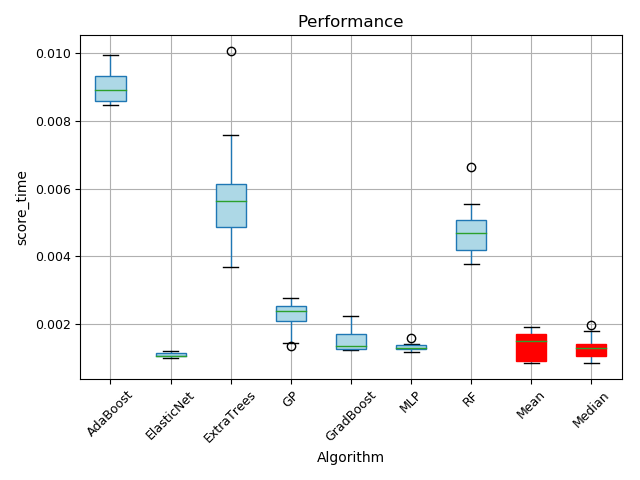 Performance
0.010
0.008
0.006
0.004
0.002
score_time
AdaBoost
ElasticNet
ExtraTrees
GP
GradBoost
MLP
RF
Mean
Median
Algorithm